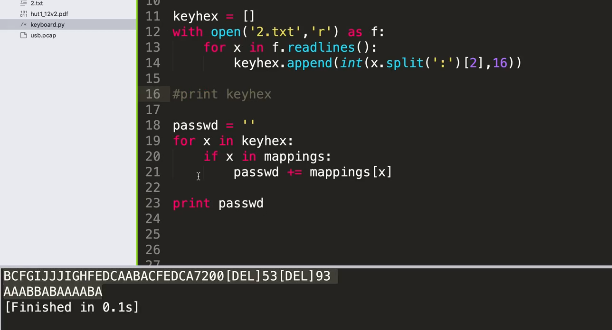 2.txt
hut1_12v2.pdf
keyboard.py
usb.pcap
10
11 keyhex = []
12 with open('2.txt','r') as f:
13 for x in f.readlines():
14 keyhex.append(int(x.split(':')[2],16))
15
16 #print keyhex
17
18 passwd = ''
19 for x in keyhex:
20 if x in mappings:
21 passwd += mappings[x]
22
23 print passwd
24
25
26
27
BCFGIJJJIGHFEDCAABACFEDCA7200[DEL]53[DEL]93
AAABBABAAAABA
[Finished in 0.1s]